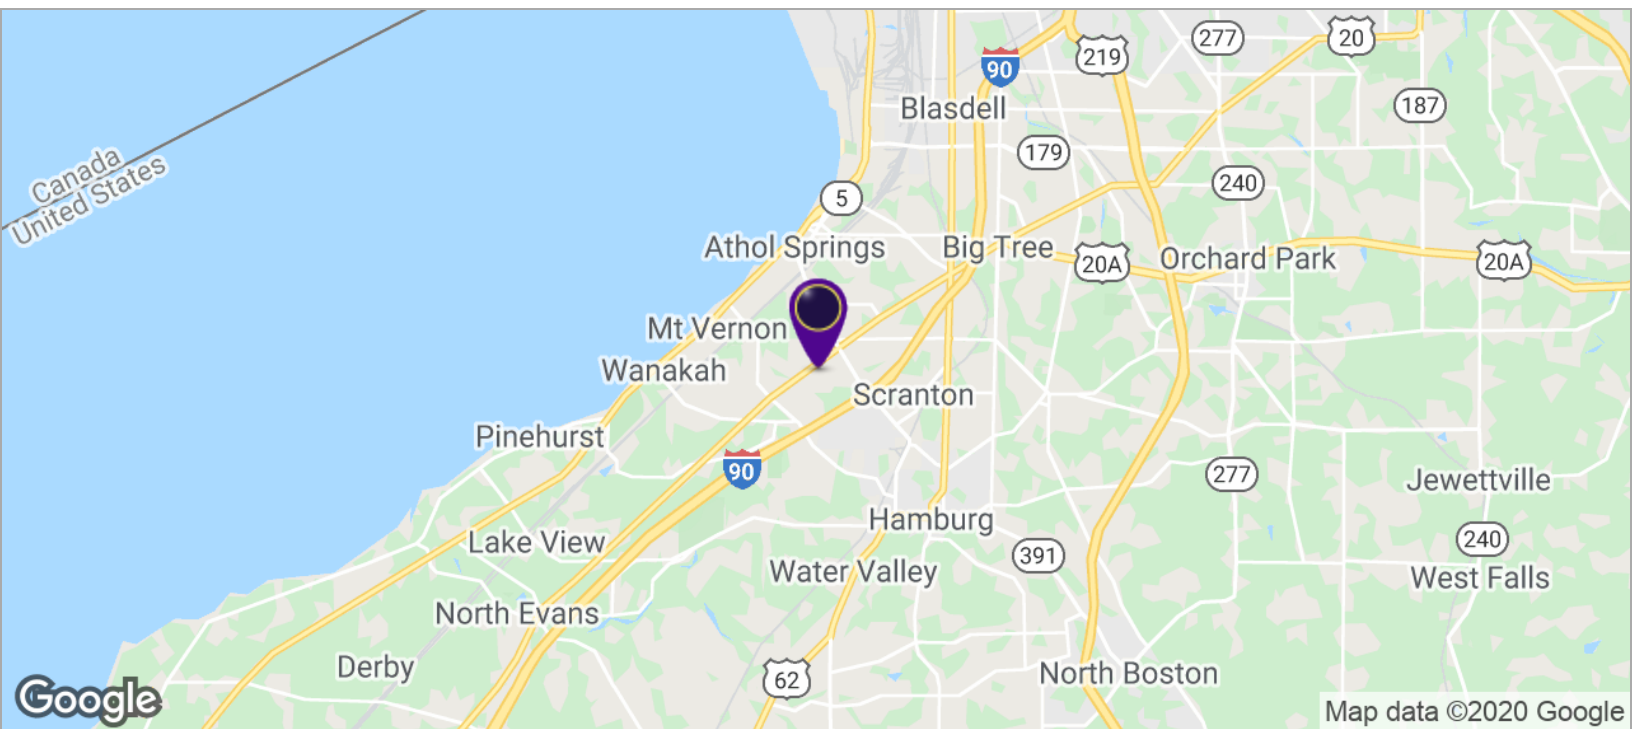 277
20
90
219
187
Blasdell
179
Canada
United States
240
5
Athol Springs
Big Tree
20A
Orchard Park
20A
Mt Vernon
Wanakah
Scranton
Pinehurst
90
277
Jewettville
Hamburg
Lake View
391
240
Water Valley
West Falls
North Evans
Derby
62
North Boston
Google
Map data ©2020 Google